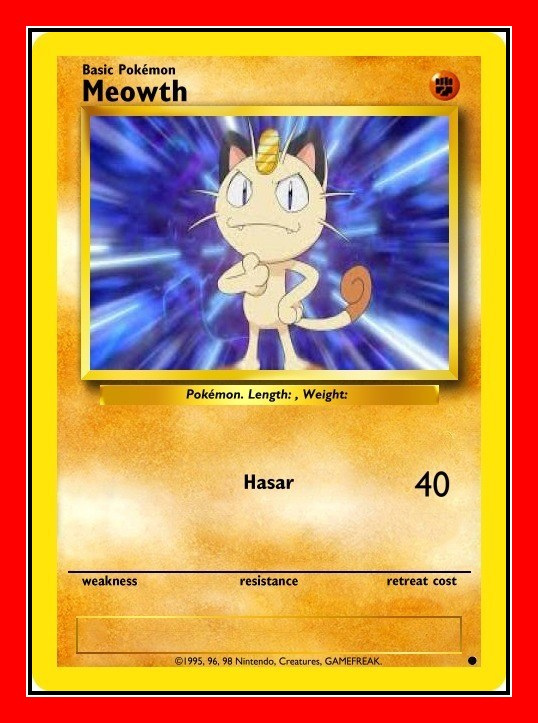 Basic Pokémon
Meowth
Pokémon. Length: , Weight:
Hasar 40
weakness resistance retreat cost
©1995, 96, 98 Nintendo, Creatures, GAMEFREAK.